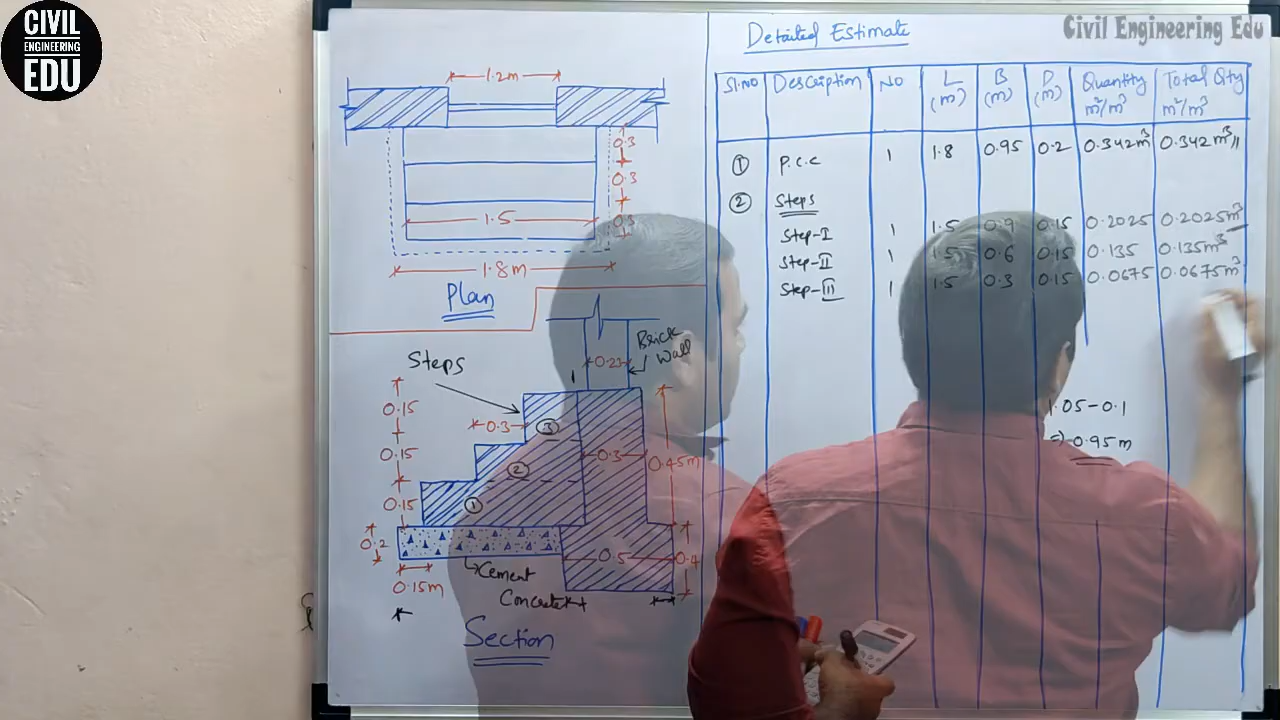 CIVIL
ENGINEERING
EDU
Civil Engineering Edu
Detailed Estimate
1.2m
0.3
0.3
0.3
1.5
1.8m
Plan
Steps
Brick
Wall
0.23
0.15
0.15
0.15
0.3
3
2
1
0.3
0.45m
0.2
0.5
0.4
0.15m
Cement
Concrete
Section
Sl.No Description No L (m) B (m) D (m) Quantity m²/m³ Total Qty m²/m³
1 P.C.C 1 1.8 0.95 0.2 0.342m³ 0.342m³//
2 Steps
Step-I 1 1.5 0.9 0.15 0.2025 0.2025m³
Step-II 1 1.5 0.6 0.15 0.135 0.135m³
Step-III 1 1.5 0.3 0.15 0.0675 0.0675m³
1.05-0.1
⇒ 0.95m